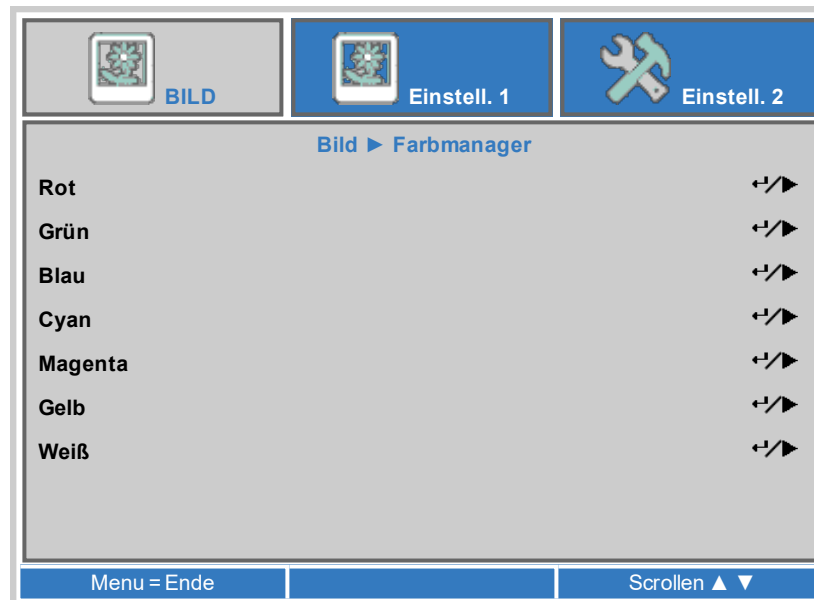 BILD
Einstell. 1
Einstell. 2
Bild ► Farbmanager
Rot ↵/►
Grün ↵/►
Blau ↵/►
Cyan ↵/►
Magenta ↵/►
Gelb ↵/►
Weiß ↵/►
Menu = Ende
Scrollen ▲ ▼